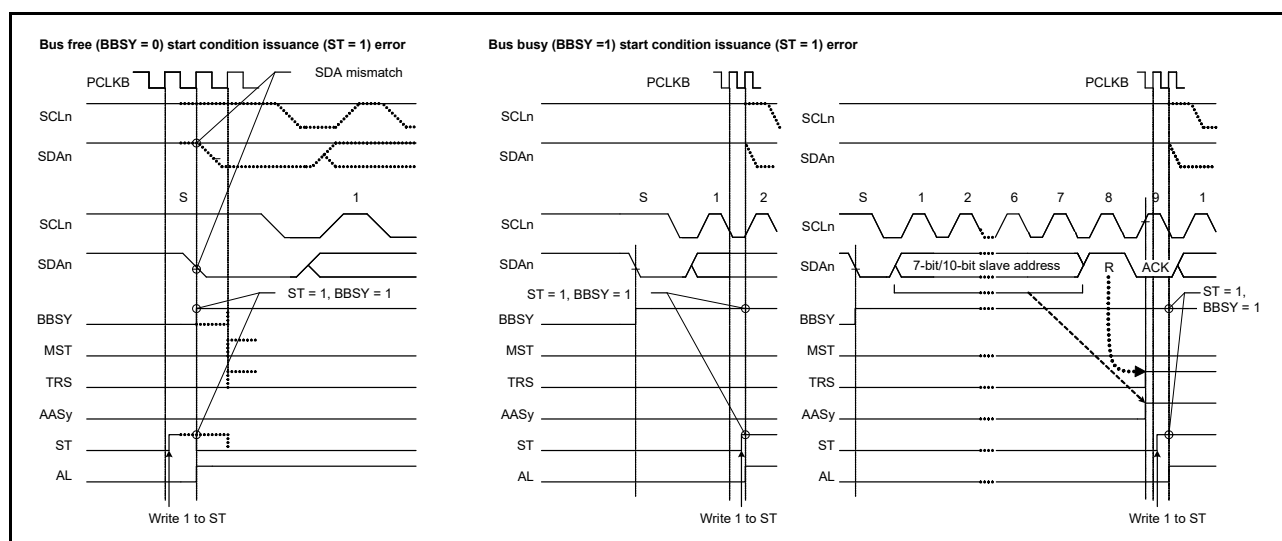 Bus free (BBSY = 0) start condition issuance (ST = 1) error
PCLKB
SDA mismatch
SCLn
SDAn
S
1
SCLn
SDAn
ST = 1, BBSY = 1
BBSY
MST
TRS
AASy
ST
AL
Write 1 to ST
Bus busy (BBSY =1) start condition issuance (ST = 1) error
PCLKB
SCLn
SDAn
S
1
2
SCLn
SDAn
ST = 1, BBSY = 1
BBSY
MST
TRS
AASy
ST
AL
Write 1 to ST
PCLKB
SCLn
SDAn
S
1
2
6
7
8
9
1
SCLn
SDAn
7-bit/10-bit slave address
R
ACK
ST = 1,
BBSY = 1
BBSY
MST
TRS
AASy
ST
AL
Write 1 to ST